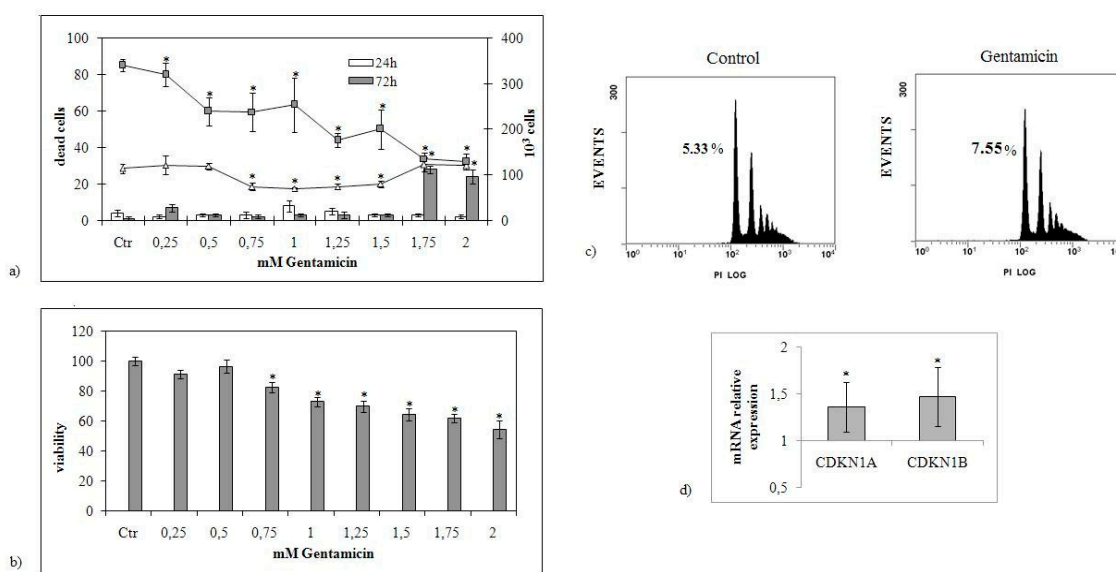 100
80
60
40
20
0
dead cells
400
300
200
100
0
10³ cells
24h
72h
* * * * * * * *
* *
* * * *
Ctr 0,25 0,5 0,75 1 1,25 1,5 1,75 2
mM Gentamicin
a)
120
100
80
60
40
20
0
viability
* * * * * *
Ctr 0,25 0,5 0,75 1 1,25 1,5 1,75 2
mM Gentamicin
b)
Control
300
EVENTS
5.33 %
10⁰ 10¹ 10² 10³ 10⁴
PI LOG
Gentamicin
300
EVENTS
7.55 %
10⁰ 10¹ 10² 10³
PI LOG
c)
2
1,5
1
0,5
mRNA relative
expression
* *
CDKN1A CDKN1B
d)